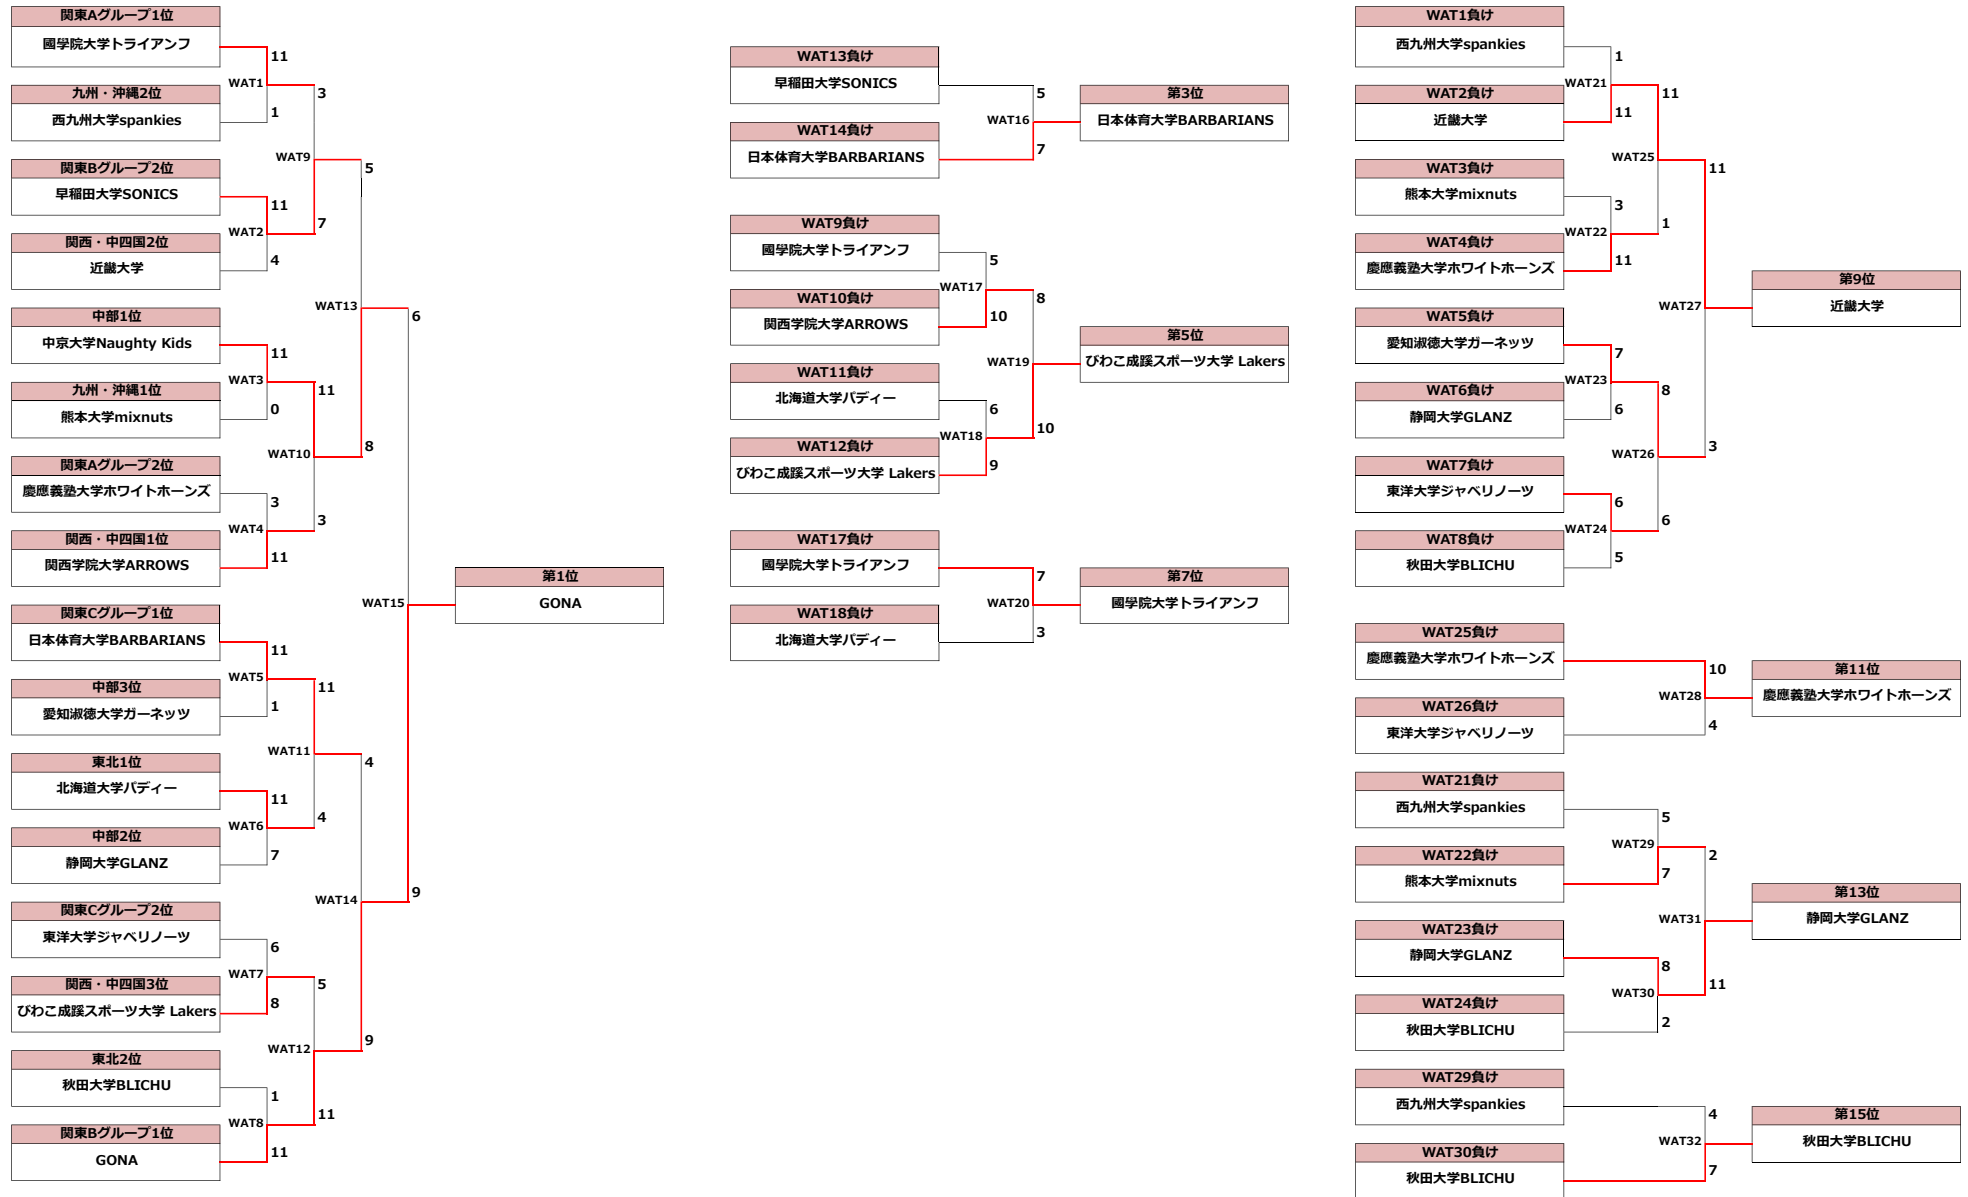 関東Aグループ1位
國學院大学トライアンフ
11
WAT1
3
九州・沖縄2位
西九州大学spankies
1
WAT9
5
関東Bグループ2位
早稲田大学SONICS
11
WAT2
7
関西・中四国2位
近畿大学
4
WAT13
6
中部1位
中京大学Naughty Kids
11
WAT3
11
九州・沖縄1位
熊本大学mixnuts
0
WAT10
8
関東Aグループ2位
慶應義塾大学ホワイトホーンズ
3
WAT4
3
関西・中四国1位
関西学院大学ARROWS
11
WAT15
第1位
GONA
関東Cグループ1位
日本体育大学BARBARIANS
11
WAT5
11
中部3位
愛知淑徳大学ガーネッツ
1
WAT11
4
東北1位
北海道大学パディー
11
WAT6
4
中部2位
静岡大学GLANZ
7
WAT14
9
関東Cグループ2位
東洋大学ジャベリノーツ
6
WAT7
5
関西・中四国3位
びわこ成蹊スポーツ大学 Lakers
8
WAT12
9
東北2位
秋田大学BLICHU
1
WAT8
11
関東Bグループ1位
GONA
11
WAT13負け
早稲田大学SONICS
5
WAT16
第3位
日本体育大学BARBARIANS
WAT14負け
日本体育大学BARBARIANS
7
WAT9負け
國學院大学トライアンフ
5
WAT17
8
WAT10負け
関西学院大学ARROWS
10
WAT19
第5位
びわこ成蹊スポーツ大学 Lakers
WAT11負け
北海道大学パディー
6
WAT18
10
WAT12負け
びわこ成蹊スポーツ大学 Lakers
9
WAT17負け
國學院大学トライアンフ
7
WAT20
第7位
國學院大学トライアンフ
WAT18負け
北海道大学パディー
3
WAT1負け
西九州大学spankies
1
WAT21
11
WAT2負け
近畿大学
11
WAT25
11
WAT3負け
熊本大学mixnuts
3
WAT22
1
WAT4負け
慶應義塾大学ホワイトホーンズ
11
WAT27
第9位
近畿大学
WAT5負け
愛知淑徳大学ガーネッツ
7
WAT23
8
WAT6負け
静岡大学GLANZ
6
WAT26
3
WAT7負け
東洋大学ジャベリノーツ
6
WAT24
6
WAT8負け
秋田大学BLICHU
5
WAT25負け
慶應義塾大学ホワイトホーンズ
10
WAT28
第11位
慶應義塾大学ホワイトホーンズ
WAT26負け
東洋大学ジャベリノーツ
4
WAT21負け
西九州大学spankies
5
WAT29
2
WAT22負け
熊本大学mixnuts
7
WAT31
第13位
静岡大学GLANZ
WAT23負け
静岡大学GLANZ
8
WAT30
11
WAT24負け
秋田大学BLICHU
2
WAT29負け
西九州大学spankies
4
WAT32
第15位
秋田大学BLICHU
WAT30負け
秋田大学BLICHU
7